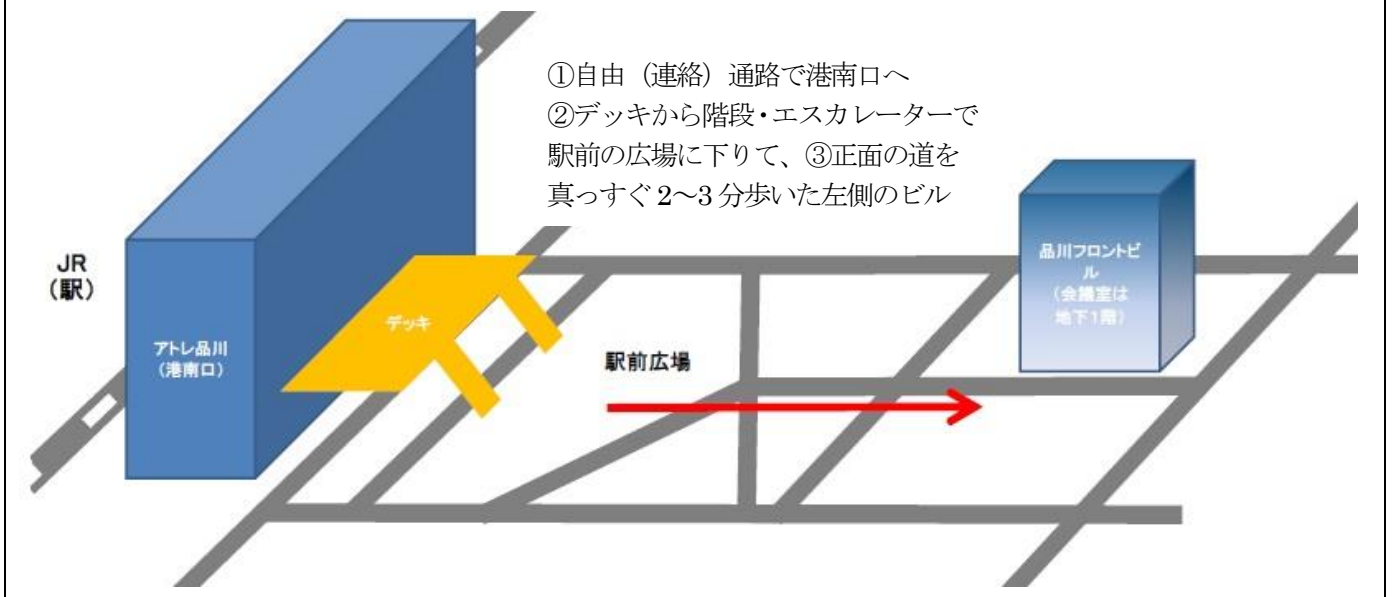 ①自由（連絡）通路で港南口へ
②デッキから階段・エスカレーターで
駅前の広場に下りて、③正面の道を
真っすぐ2～3分歩いた左側のビル
JR
（駅）
アトレ品川
（港南口）
デッキ
駅前広場
品川フロントビ
ル
（会議室は
地下1階）